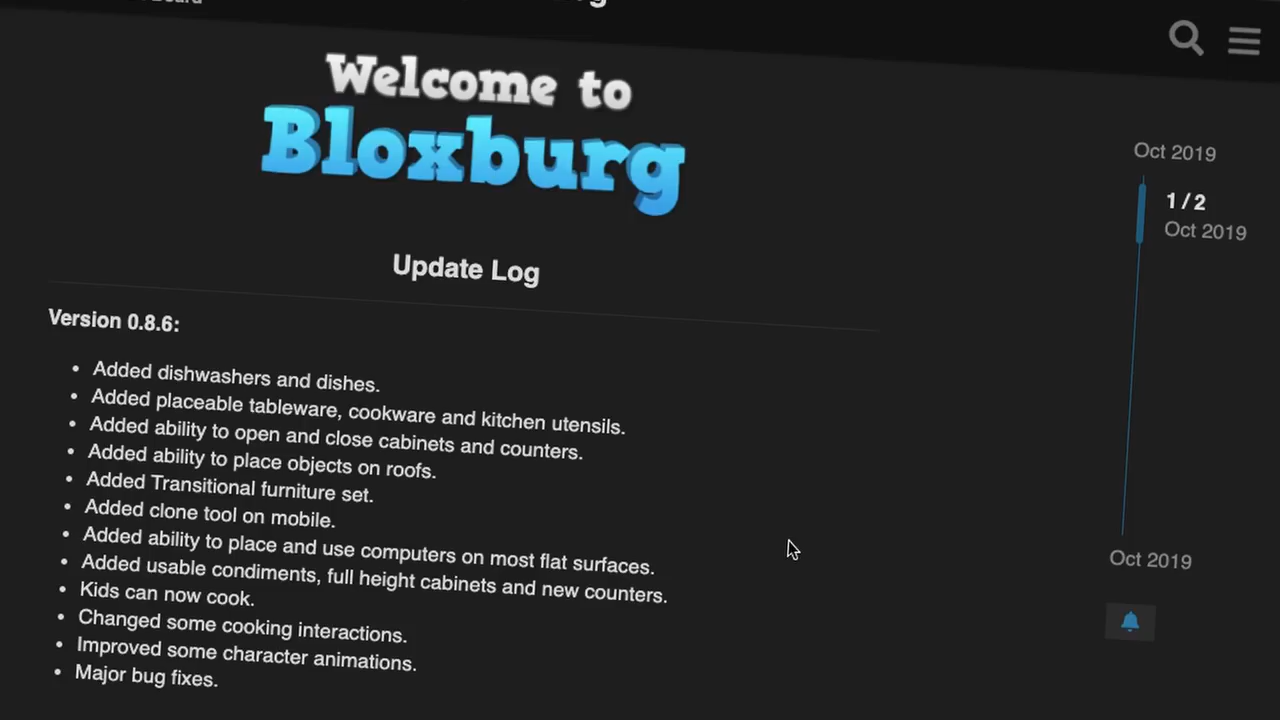 Welcome to
Bloxburg
Update Log
Version 0.8.6:
• Added dishwashers and dishes.
• Added placeable tableware, cookware and kitchen utensils.
• Added ability to open and close cabinets and counters.
• Added ability to place objects on roofs.
• Added Transitional furniture set.
• Added clone tool on mobile.
• Added ability to place and use computers on most flat surfaces.
• Added usable condiments, full height cabinets and new counters.
• Kids can now cook.
• Changed some cooking interactions.
• Improved some character animations.
• Major bug fixes.
Oct 2019
1 / 2
Oct 2019
Oct 2019